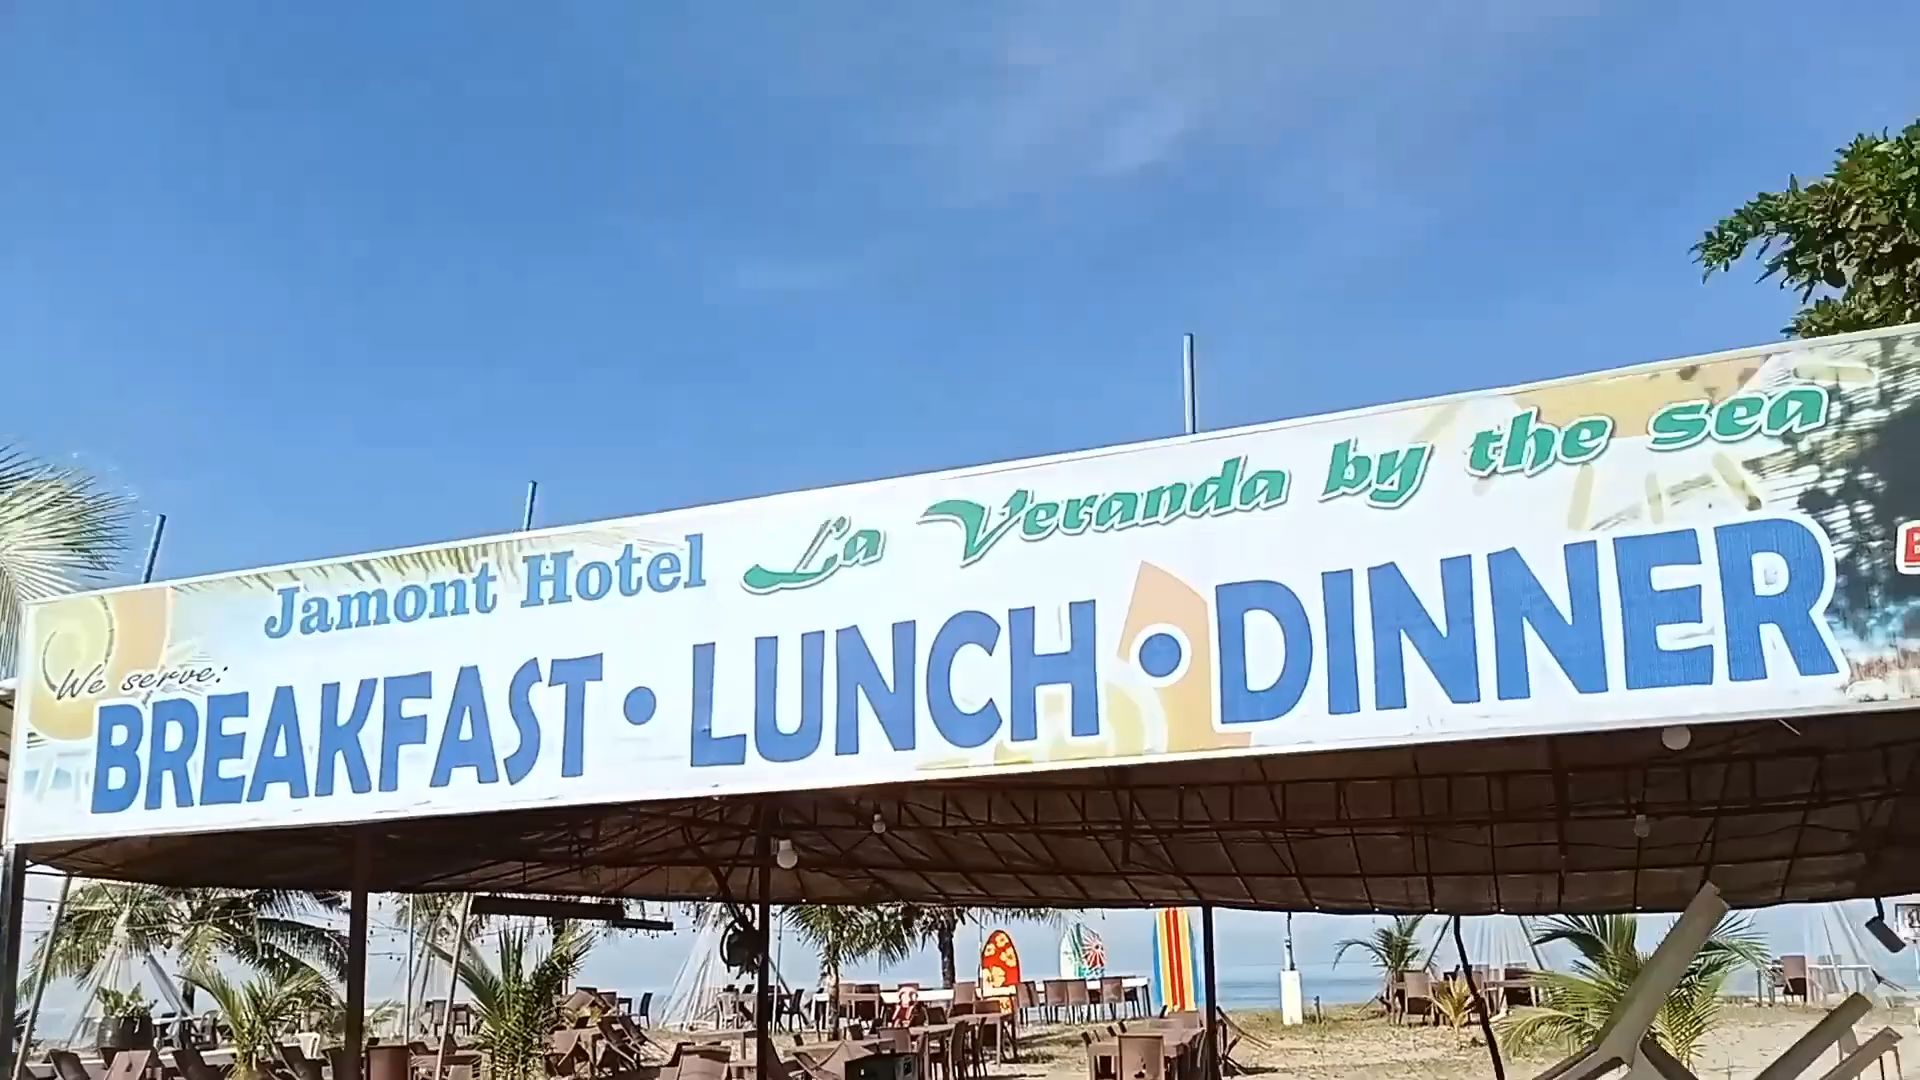 Jamont Hotel La Veranda by the sea
We serve:
BREAKFAST • LUNCH • DINNER